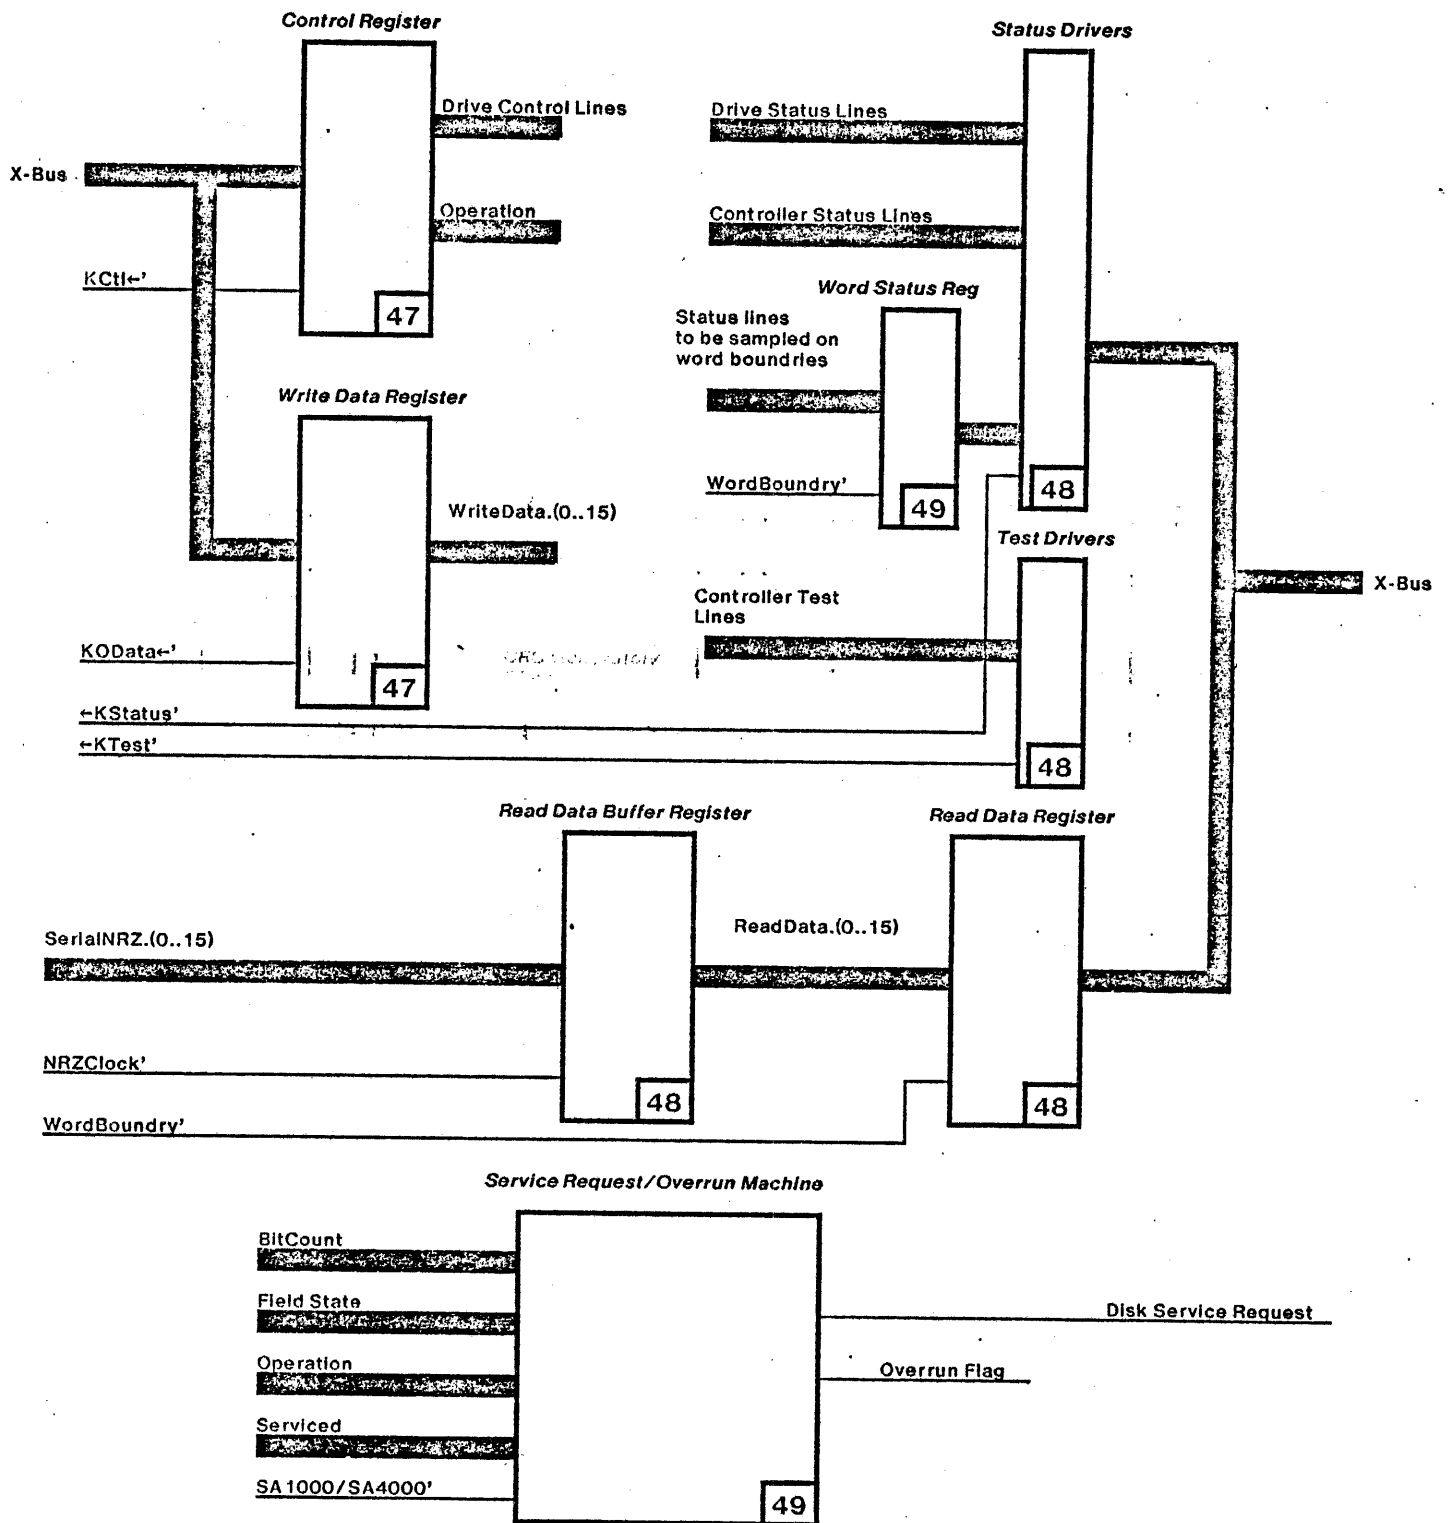 Control Register
Status Drivers
Drive Control Lines
Drive Status Lines
X-Bus
Operation
Controller Status Lines
KCtl←'
Word Status Reg
47
Status lines
to be sampled on
word boundries
Write Data Register
WordBoundry'
48
49
WriteData.(0..15)
Test Drivers
X-Bus
Controller Test
Lines
KOData←'
47
←KStatus'
←KTest'
48
Read Data Buffer Register
Read Data Register
SerialNRZ.(0..15)
ReadData.(0..15)
NRZClock'
48
48
WordBoundry'
Service Request/Overrun Machine
BitCount
Field State
Disk Service Request
Operation
Overrun Flag
Serviced
SA1000/SA4000'
49